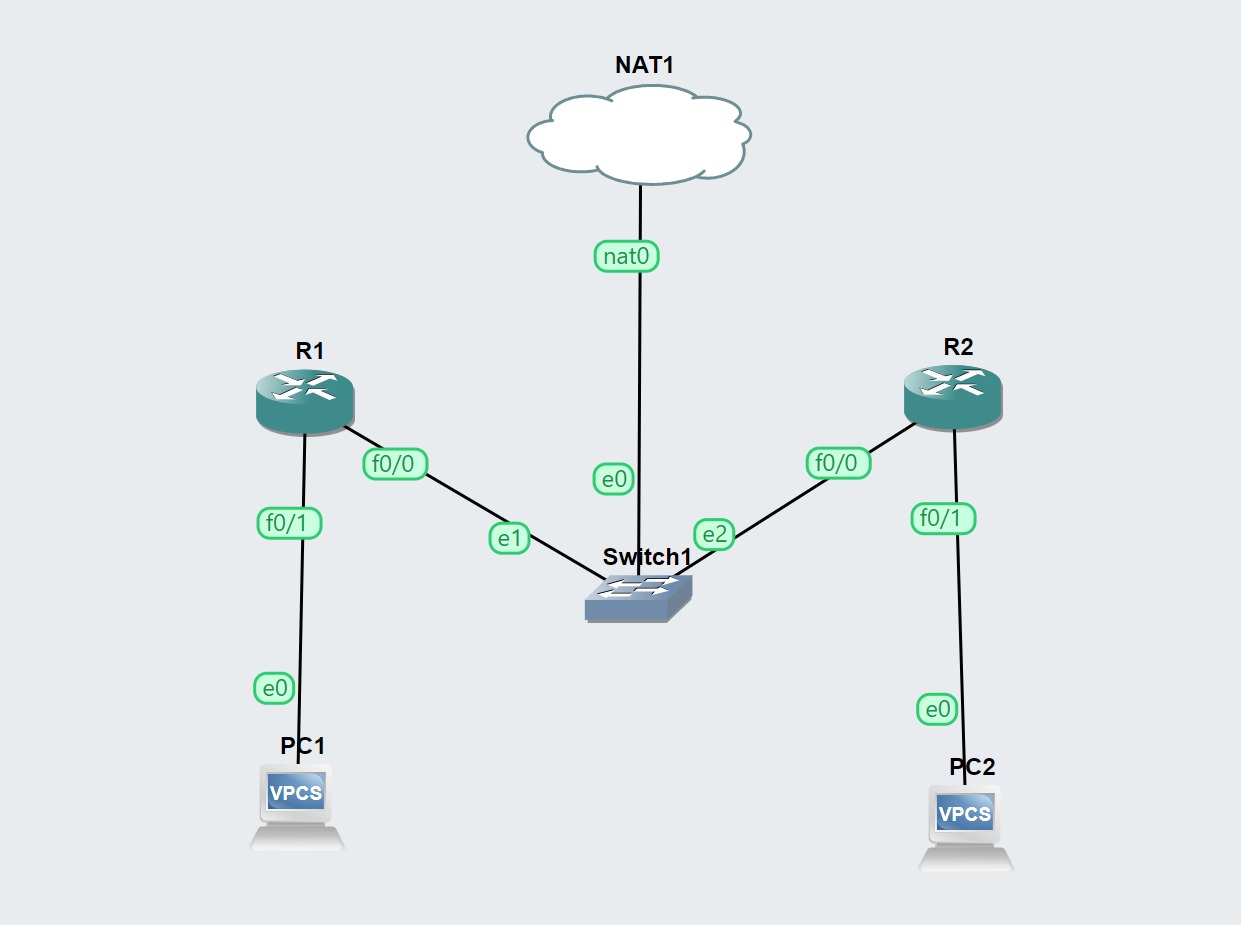 NAT1
nat0
R1
R2
f0/0
f0/0
f0/1
f0/1
e0
e1
e2
Switch1
e0
e0
PC1
PC2
VPCS
VPCS